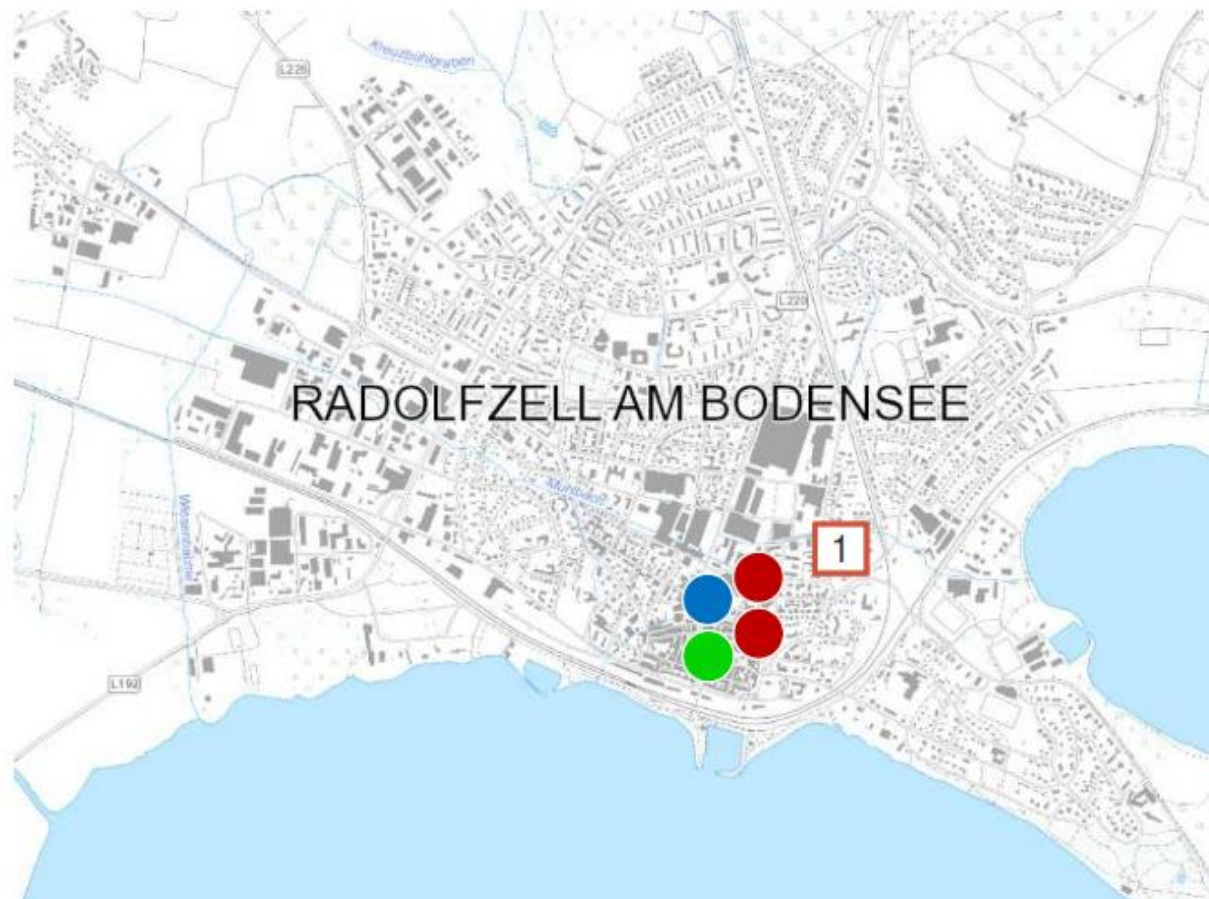 Kreuzbühlgraben
L226
L220
RADOLFZELL AM BODENSEE
Mühlbach
1
L192